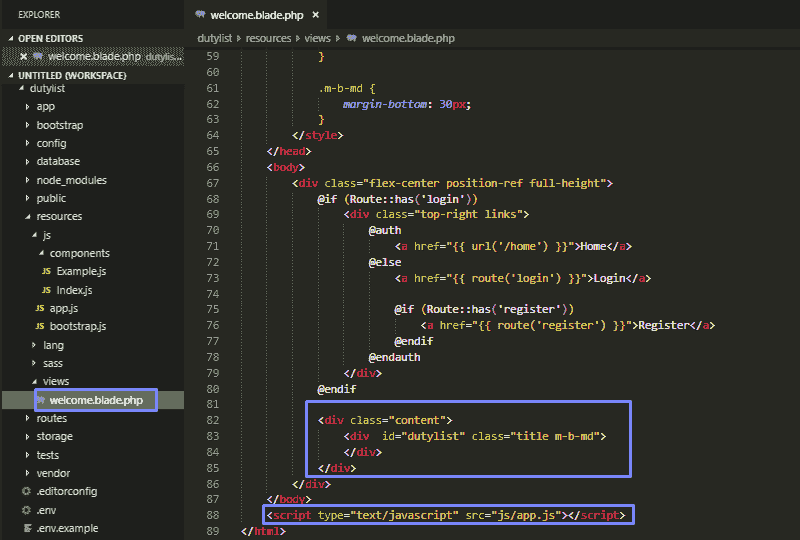 EXPLORER
OPEN EDITORS
welcome.blade.php dutylist...
UNTITLED (WORKSPACE)
dutylist
app
bootstrap
config
database
node_modules
public
resources
js
components
JS Example.js
JS Index.js
JS app.js
JS bootstrap.js
lang
sass
views
welcome.blade.php
routes
storage
tests
vendor
.editorconfig
.env
.env.example
welcome.blade.php ×
dutylist ▸ resources ▸ views ▸ welcome.blade.php
59 }
60
61 .m-b-md {
62 margin-bottom: 30px;
63 }
64 </style>
65 </head>
66 <body>
67 <div class="flex-center position-ref full-height">
68 @if (Route::has('login'))
69 <div class="top-right links">
70 @auth
71 <a href="{{ url('/home') }}">Home</a>
72 @else
73 <a href="{{ route('login') }}">Login</a>
74
75 @if (Route::has('register'))
76 <a href="{{ route('register') }}">Register</a>
77 @endif
78 @endauth
79 </div>
80 @endif
81
82 <div class="content">
83 <div  id="dutylist" class="title m-b-md">
84 </div>
85 </div>
86 </div>
87 </body>
88 <script type="text/javascript" src="js/app.js"></script>
89 </html>